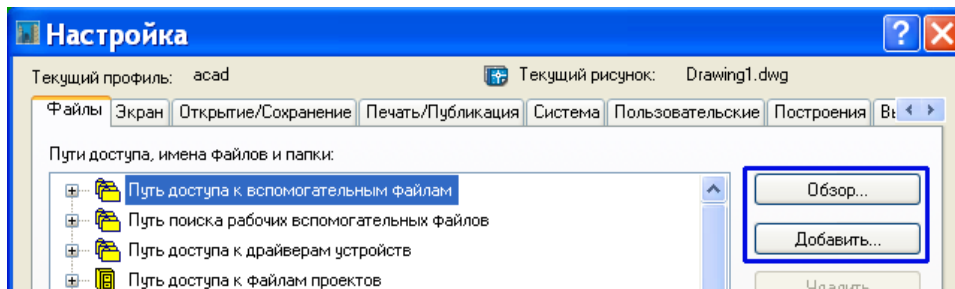 Настройка
Текущий профиль: acad Текущий рисунок: Drawing1.dwg
Файлы Экран Открытие/Сохранение Печать/Публикация Система Пользовательские Построения
Пути доступа, имена файлов и папки:
Путь доступа к вспомогательным файлам Обзор...
Путь поиска рабочих вспомогательных файлов
Путь доступа к драйверам устройств Добавить...
Путь доступа к файлам проектов